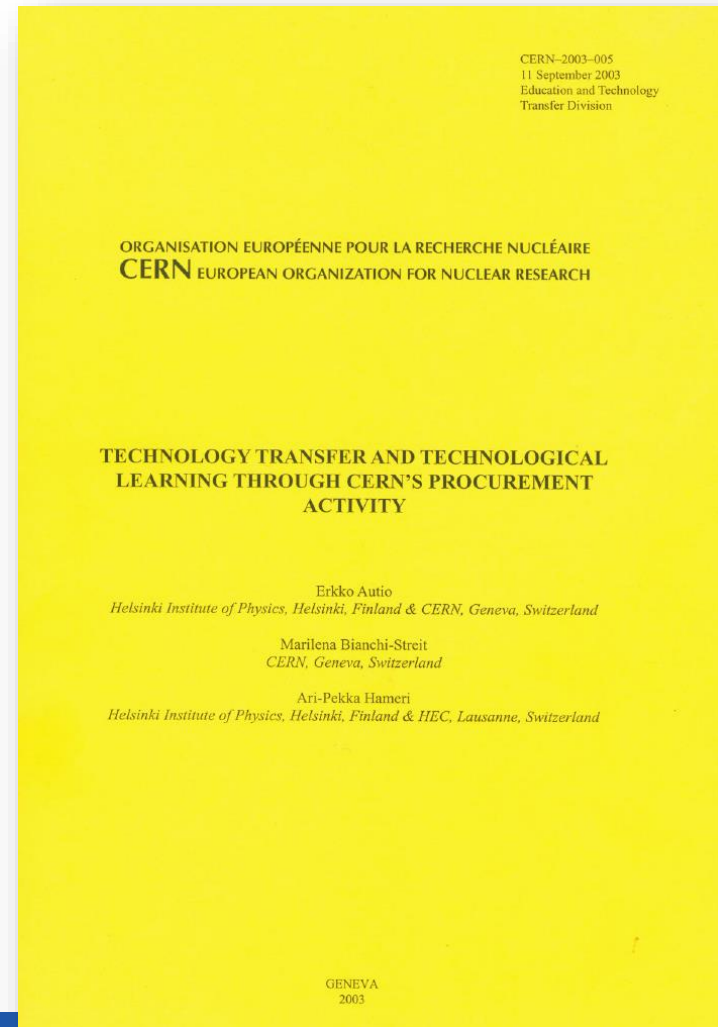 CERN–2003–005
11 September 2003
Education and Technology
Transfer Division
ORGANISATION EUROPÉENNE POUR LA RECHERCHE NUCLÉAIRE
CERN EUROPEAN ORGANIZATION FOR NUCLEAR RESEARCH
TECHNOLOGY TRANSFER AND TECHNOLOGICAL
LEARNING THROUGH CERN'S PROCUREMENT
ACTIVITY
Erkko Autio
Helsinki Institute of Physics, Helsinki, Finland & CERN, Geneva, Switzerland
Marilena Bianchi-Streit
CERN, Geneva, Switzerland
Ari-Pekka Hameri
Helsinki Institute of Physics, Helsinki, Finland & HEC, Lausanne, Switzerland
GENEVA
2003